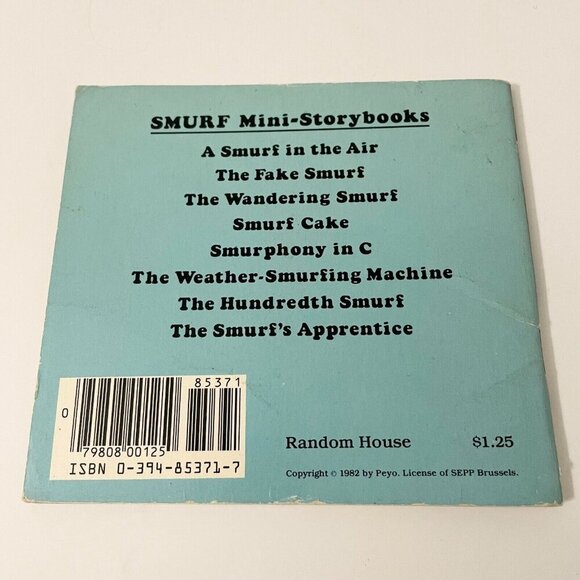 SMURF Mini-Storybooks
A Smurf in the Air
The Fake Smurf
The Wandering Smurf
Smurf Cake
Smurphony in C
The Weather-Smurfing Machine
The Hundredth Smurf
The Smurf's Apprentice
85371
0
79808 00125
ISBN 0-394-85371-7
Random House $1.25
Copyright © 1982 by Peyo. License of SEPP Brussels.